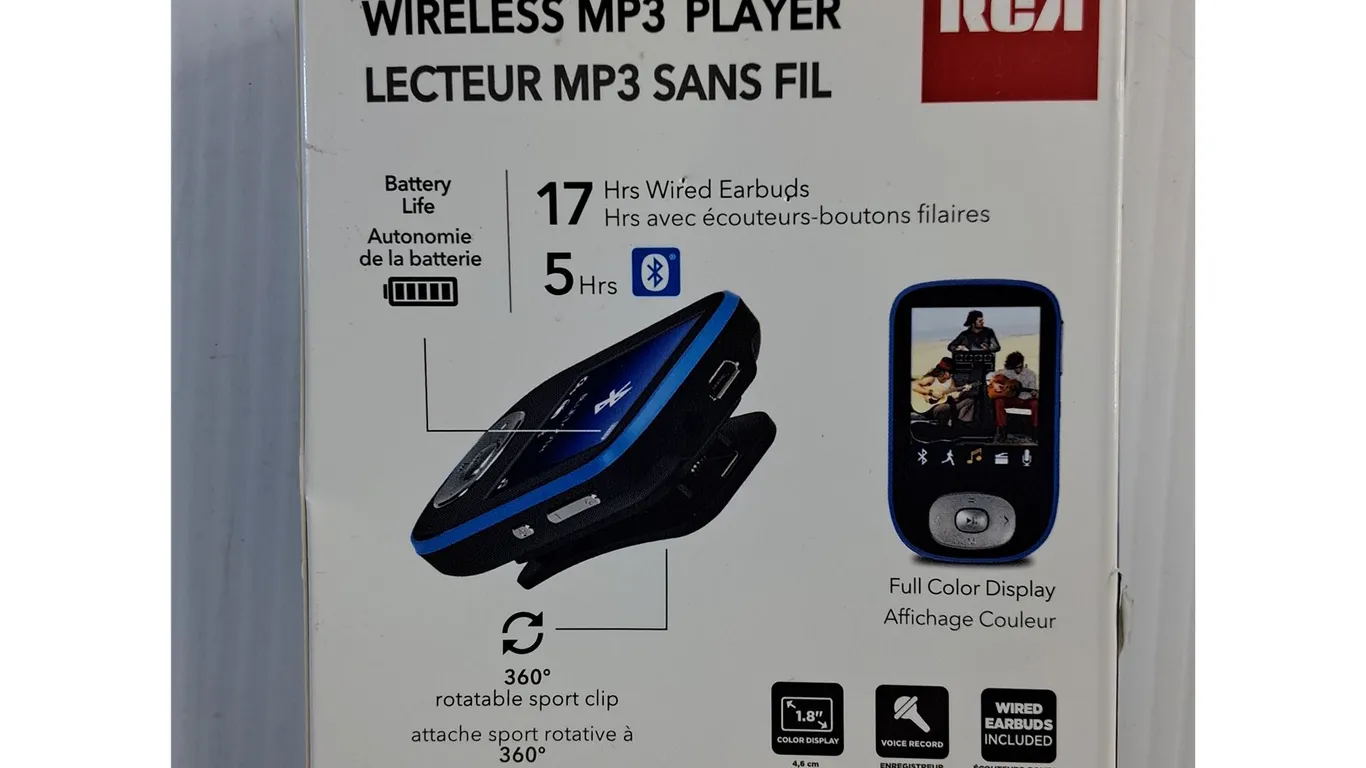 WIRELESS MP3 PLAYER
RCA
LECTEUR MP3 SANS FIL
Battery
Life
Autonomie
de la batterie
17 Hrs Wired Earbuds
Hrs avec écouteurs-boutons filaires
5 Hrs
Full Color Display
Affichage Couleur
360°
rotatable sport clip
attache sport rotative à
360°
1.8"
COLOR DISPLAY
4,6 cm
VOICE RECORD
ENREGISTREUR
WIRED
EARBUDS
INCLUDED